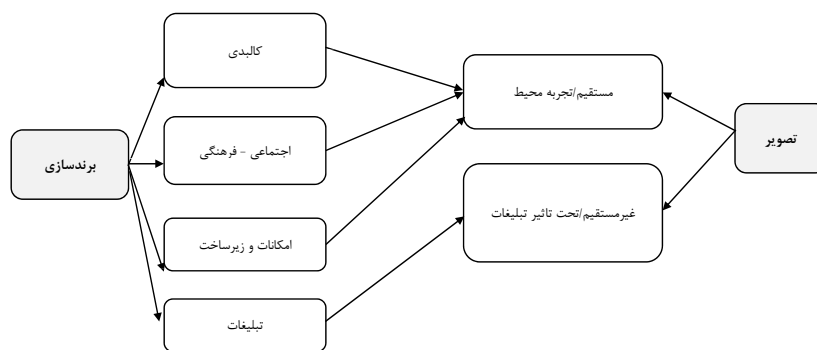 کالبدی
مستقیم/تجربه محیط
تصویر
اجتماعی - فرهنگی
برندسازی
غیرمستقیم/تحت تاثیر تبلیغات
امکانات و زیرساخت
تبلیغات